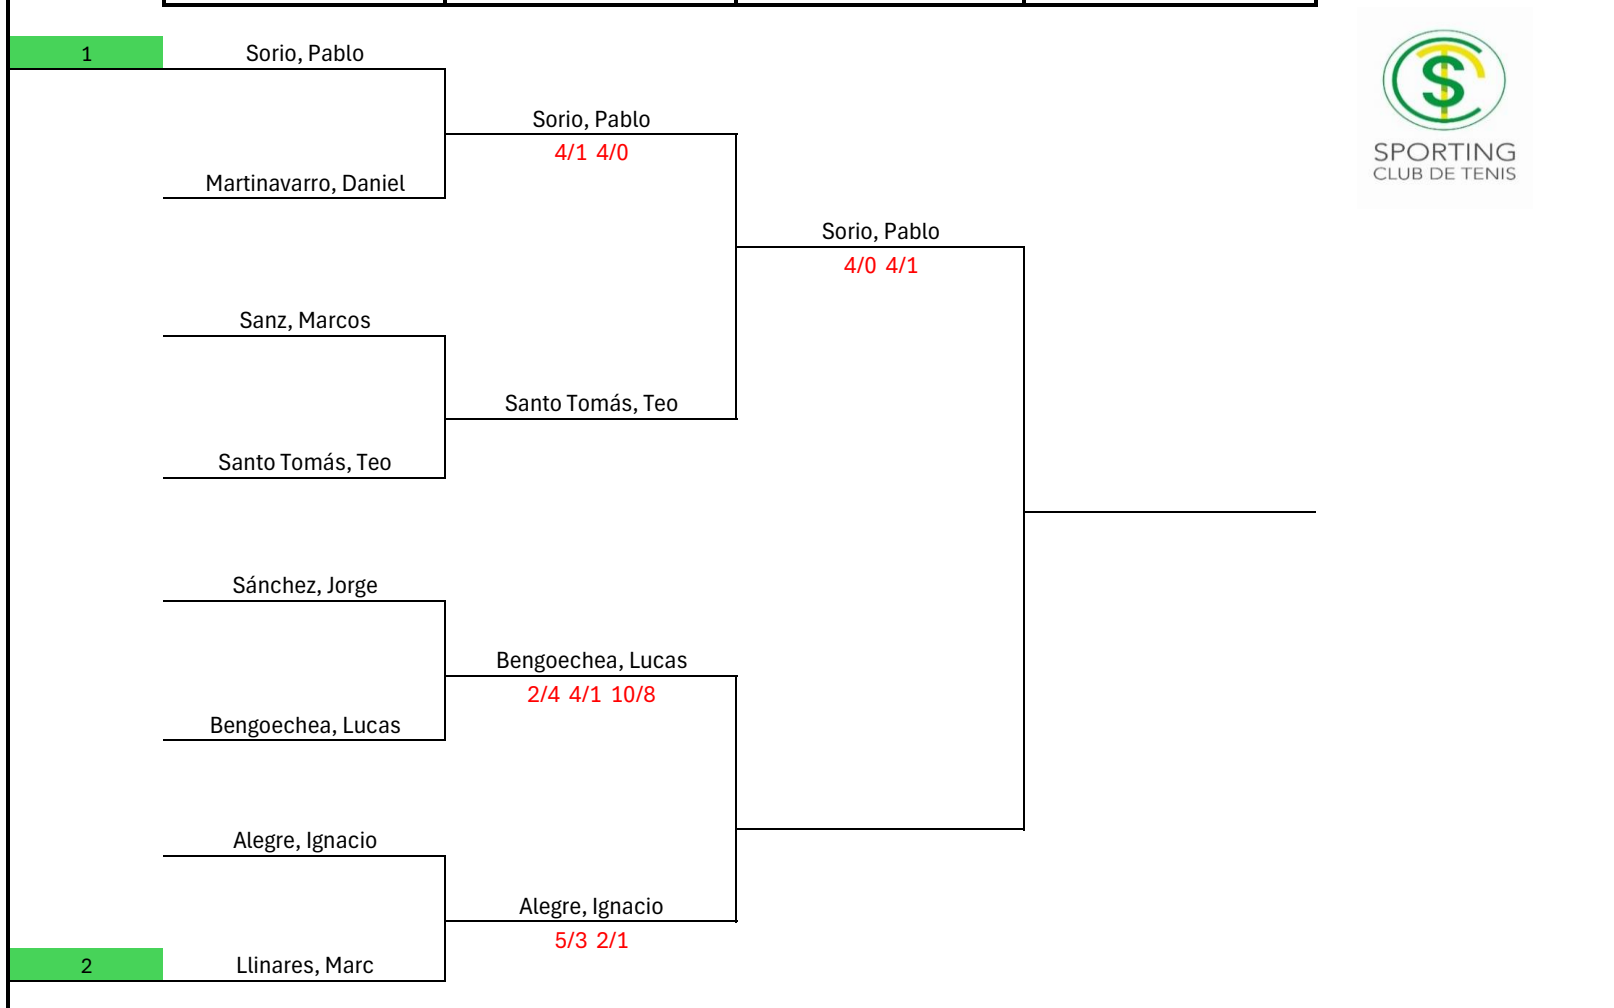 1
Sorio, Pablo
Sorio, Pablo
4/1 4/0
Martinavarro, Daniel
Sorio, Pablo
4/0 4/1
Sanz, Marcos
Santo Tomás, Teo
Santo Tomás, Teo
Sánchez, Jorge
Bengoechea, Lucas
2/4 4/1 10/8
Bengoechea, Lucas
Alegre, Ignacio
Alegre, Ignacio
5/3 2/1
2
Llinares, Marc
SPORTING
CLUB DE TENIS